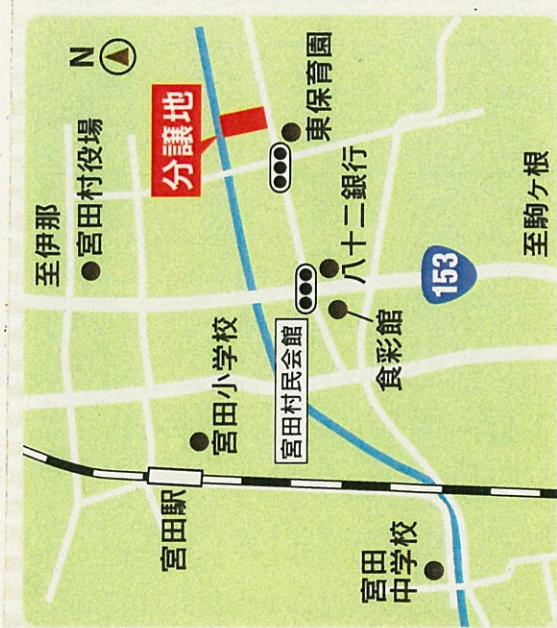 N
至伊那
宮田村役場
分譲地
東保育園
八十二銀行
宮田小学校
宮田村民会館
食彩館
153
宮田駅
宮田
中学校
至駒ヶ根